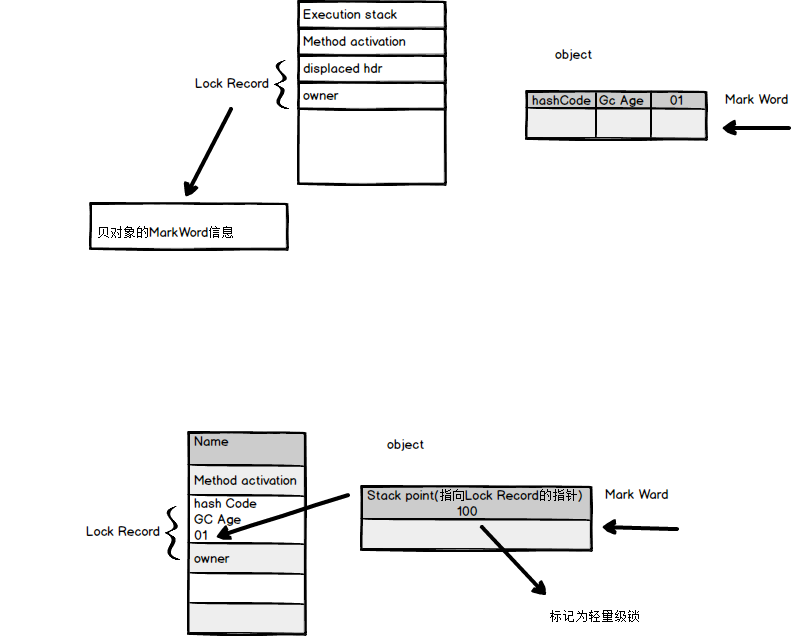 Execution stack
Method activation
displaced hdr
Lock Record
owner
object
hashCode Gc Age 01
Mark Word
贝对象的MarkWord信息
Name
Method activation
hash Code
GC Age
01
Lock Record
owner
object
Stack point(指向Lock Record的指针)
100
Mark Ward
标记为轻量级锁